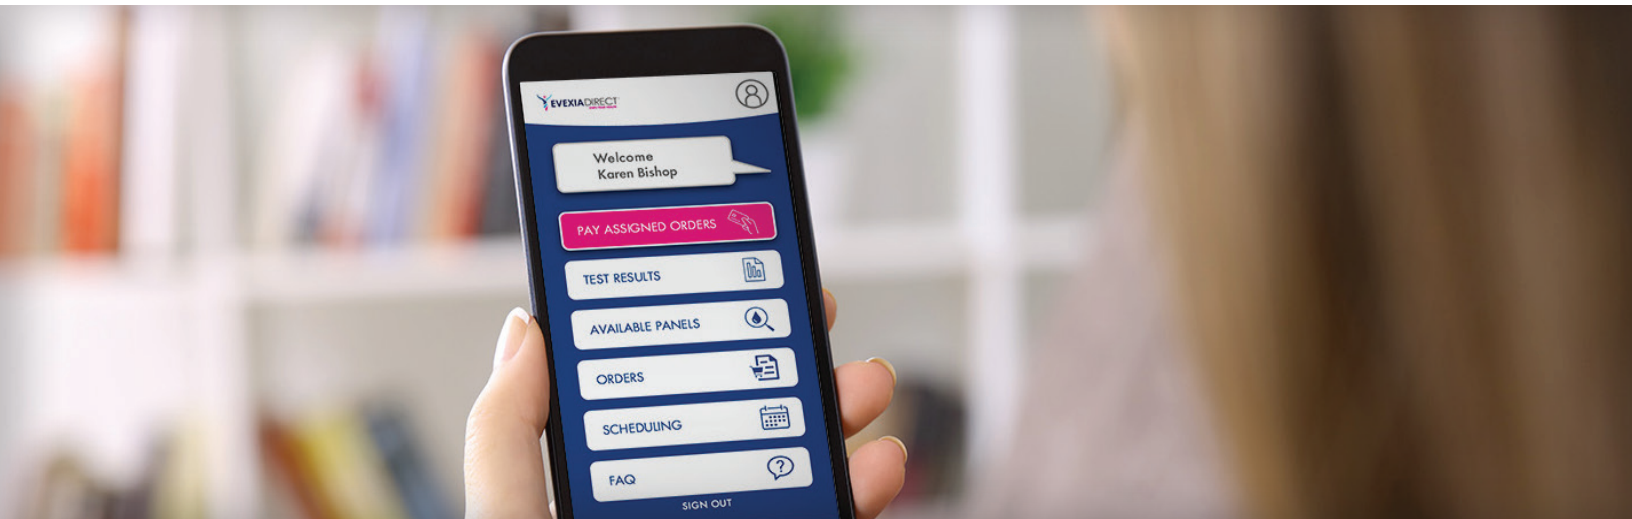 EVEXIADIRECT
Welcome
Karen Bishop
PAY ASSIGNED ORDERS
TEST RESULTS
AVAILABLE PANELS
ORDERS
SCHEDULING
FAQ
SIGN OUT